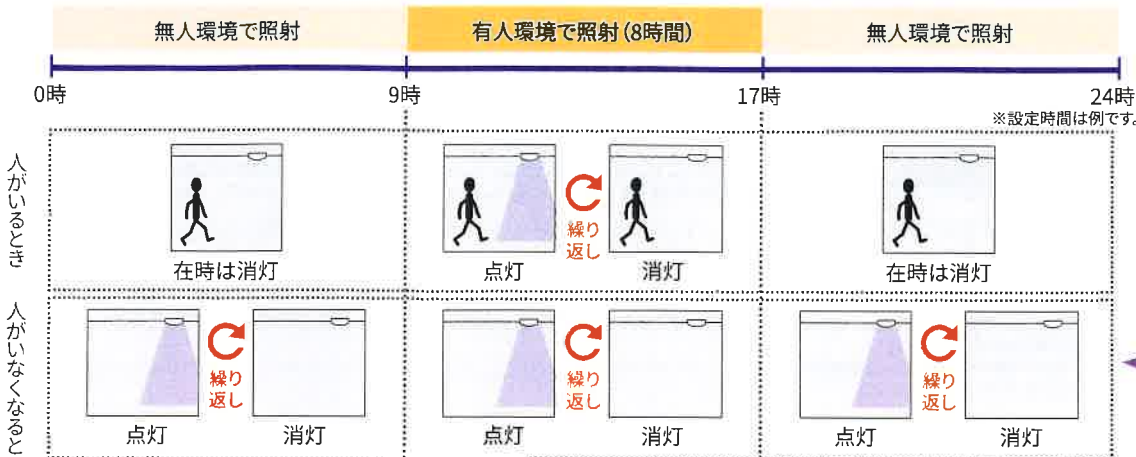 無人環境で照射
有人環境で照射(8時間)
無人環境で照射
0時
9時
17時
24時
※設定時間は例です。
人がいるとき
在時は消灯
点灯
繰り
返し
消灯
在時は消灯
人がいなくなると
点灯
繰り
返し
消灯
点灯
繰り
返し
消灯
点灯
繰り
返し
消灯